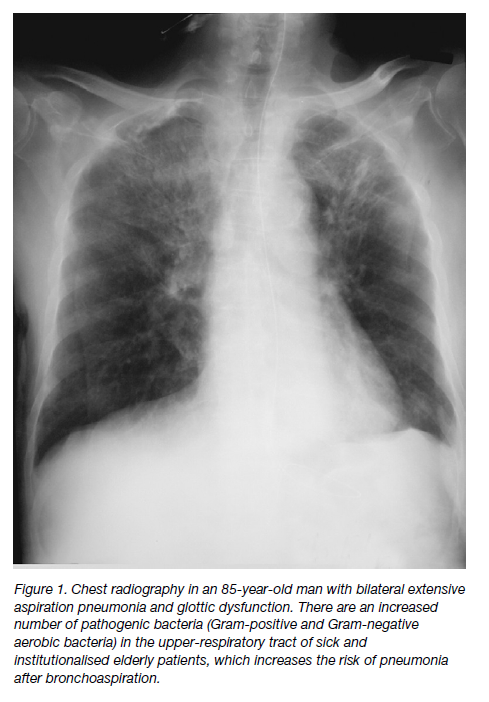 Figure 1. Chest radiography in an 85-year-old man with bilateral extensive
aspiration pneumonia and glottic dysfunction. There are an increased
number of pathogenic bacteria (Gram-positive and Gram-negative
aerobic bacteria) in the upper-respiratory tract of sick and
institutionalised elderly patients, which increases the risk of pneumonia
after bronchoaspiration.